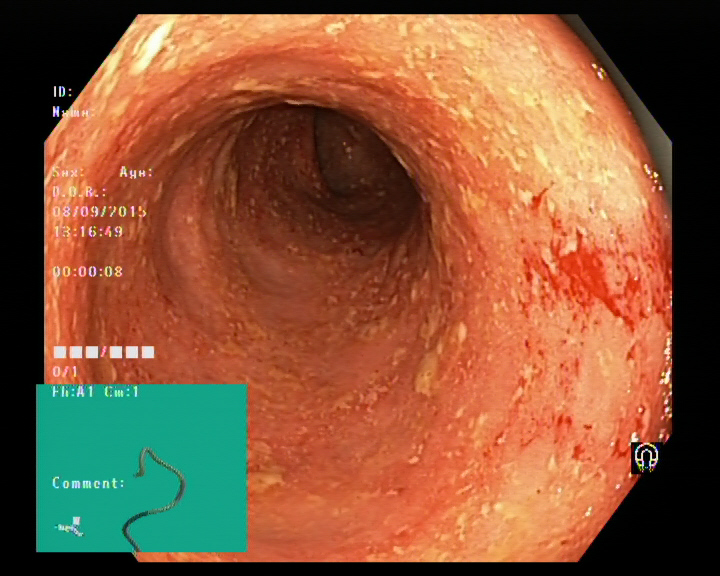 ID:
Name:
Sex: Age:
D.O.B.:
08/09/2015
13:16:49
00:00:08
■■■/■■■
0/1
Eh:A1 Cm:1
Comment: